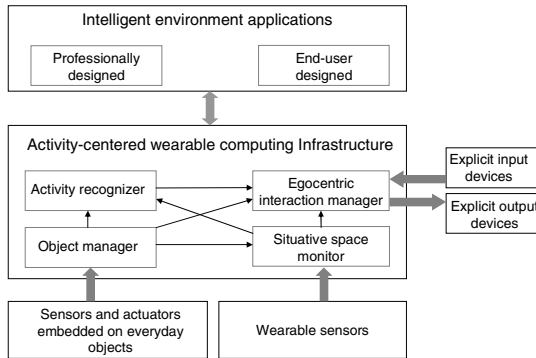 Intelligent environment applications
Professionally
designed
End-user
designed
Activity-centered wearable computing Infrastructure
Activity recognizer
Egocentric
interaction manager
Object manager
Situative space
monitor
Explicit input
devices
Explicit output
devices
Sensors and actuators
embedded on everyday
objects
Wearable sensors